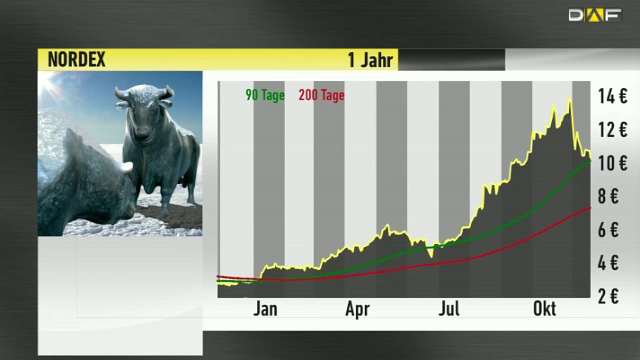 DAF
NORDEX
1 Jahr
90 Tage
200 Tage
14 €
12 €
10 €
8 €
6 €
4 €
2 €
Jan
Apr
Jul
Okt